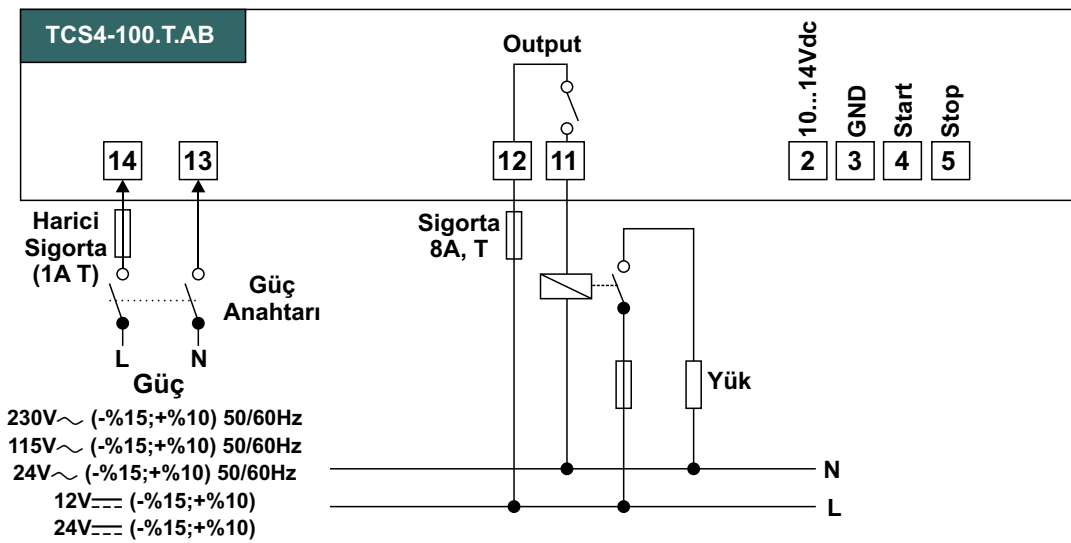 TCS4-100.T.AB
Output
10...14Vdc
GND
Start
Stop
14
13
12
11
2
3
4
5
Harici
Sigorta
(1A T)
Sigorta
8A, T
Güç
Anahtarı
L
N
Güç
Yük
230V～ (-%15;+%10) 50/60Hz
115V～ (-%15;+%10) 50/60Hz
24V～ (-%15;+%10) 50/60Hz
12V⎓ (-%15;+%10)
24V⎓ (-%15;+%10)
N
L